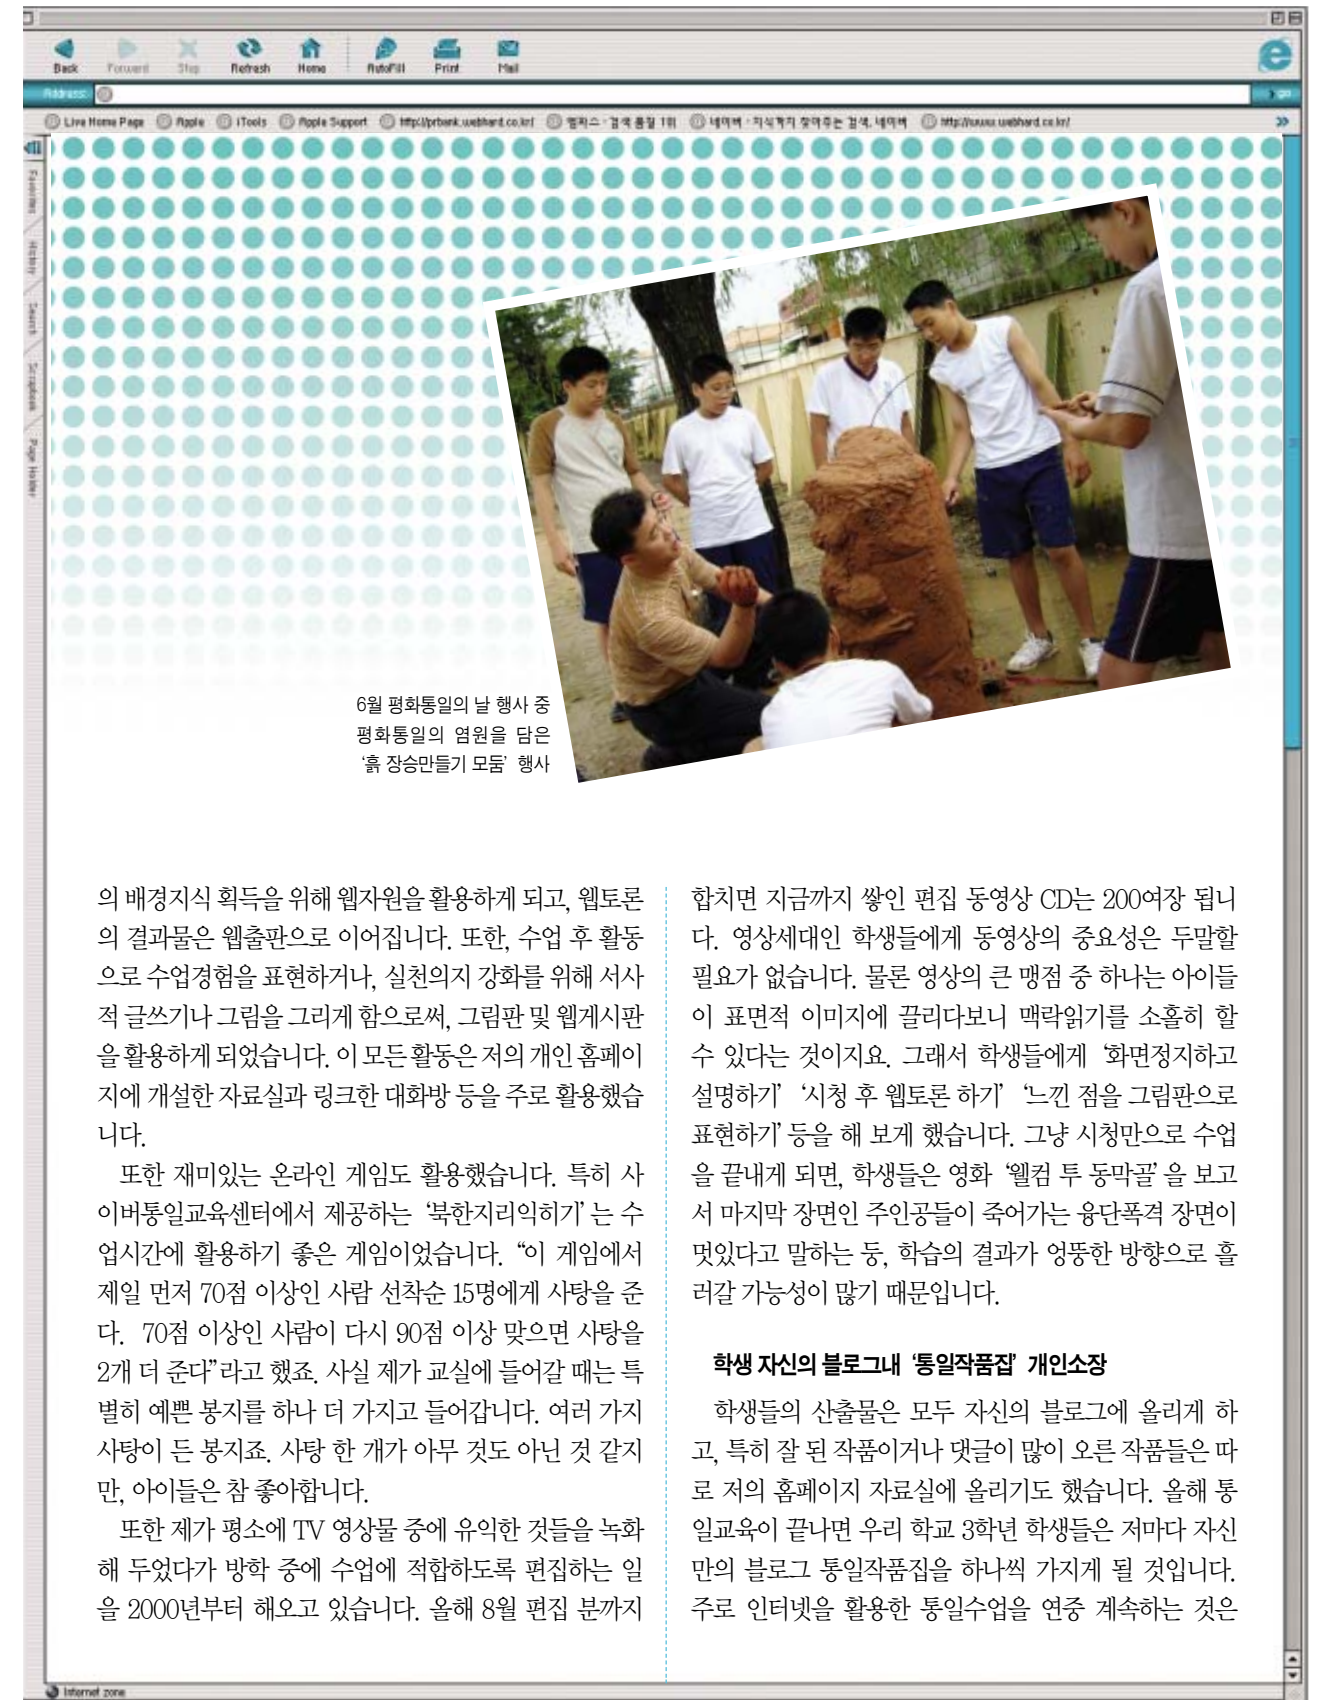 Back
Forward
Stop
Refresh
Home
AutoFill
Print
Mail
Address:
go
Live Home Page
Apple
iTools
Apple Support
http://prbank.webhard.co.kr/
엠파스 - 검색 품질 1위
네이버 - 지식까지 찾아주는 검색, 네이버
http://www.webhard.co.kr/
Favorites
History
Search
Scrapbook
Page Holder
6월 평화통일의 날 행사 중
평화통일의 염원을 담은
‘흙 장승만들기 모둠’ 행사
의 배경지식 획득을 위해 웹자원을 활용하게 되고, 웹토론
의 결과물은 웹출판으로 이어집니다. 또한, 수업 후 활동
으로 수업경험을 표현하거나, 실천의지 강화를 위해 서사
적 글쓰기나 그림을 그리게 함으로써, 그림판 및 웹게시판
을 활용하게 되었습니다. 이 모든 활동은 저의 개인 홈페이
지에 개설한 자료실과 링크한 대화방 등을 주로 활용했습
니다.
또한 재미있는 온라인 게임도 활용했습니다. 특히 사
이버통일교육센터에서 제공하는 ‘북한지리익히기’는 수
업시간에 활용하기 좋은 게임이었습니다. “이 게임에서
제일 먼저 70점 이상인 사람 선착순 15명에게 사탕을 준
다. 70점 이상인 사람이 다시 90점 이상 맞으면 사탕을
2개 더 준다”라고 했죠. 사실 제가 교실에 들어갈 때는 특
별히 예쁜 봉지를 하나 더 가지고 들어갑니다. 여러 가지
사탕이 든 봉지죠. 사탕 한 개가 아무 것도 아닌 것 같지
만, 아이들은 참 좋아합니다.
또한 제가 평소에 TV 영상물 중에 유익한 것들을 녹화
해 두었다가 방학 중에 수업에 적합하도록 편집하는 일
을 2000년부터 해오고 있습니다. 올해 8월 편집 분까지
합치면 지금까지 쌓인 편집 동영상 CD는 200여장 됩니
다. 영상세대인 학생들에게 동영상의 중요성은 두말할
필요가 없습니다. 물론 영상의 큰 맹점 중 하나는 아이들
이 표면적 이미지에 끌리다보니 맥락읽기를 소홀히 할
수 있다는 것이지요. 그래서 학생들에게 ‘화면정지하고
설명하기’ ‘시청 후 웹토론 하기’ ‘느낀 점을 그림판으로
표현하기’ 등을 해 보게 했습니다. 그냥 시청만으로 수업
을 끝내게 되면, 학생들은 영화 ‘웰컴 투 동막골’을 보고
서 마지막 장면인 주인공들이 죽어가는 융단폭격 장면이
멋있다고 말하는 둥, 학습의 결과가 엉뚱한 방향으로 흘
러갈 가능성이 많기 때문입니다.
학생 자신의 블로그내 ‘통일작품집’ 개인소장
학생들의 산출물은 모두 자신의 블로그에 올리게 하
고, 특히 잘 된 작품이거나 댓글이 많이 오른 작품들은 따
로 저의 홈페이지 자료실에 올리기도 했습니다. 올해 통
일교육이 끝나면 우리 학교 3학년 학생들은 저마다 자신
만의 블로그 통일작품집을 하나씩 가지게 될 것입니다.
주로 인터넷을 활용한 통일수업을 연중 계속하는 것은
Internet zone